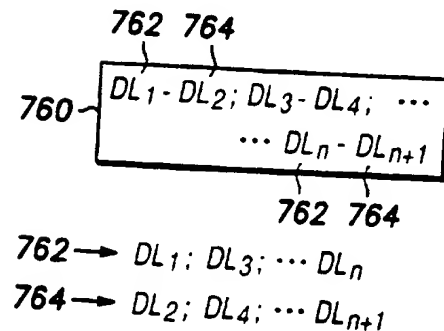 762 764
760 DL₁ - DL₂; DL₃ - DL₄; ···
··· DLₙ - DLₙ₊₁
762 764
762 → DL₁; DL₃; ··· DLₙ
764 → DL₂; DL₄; ··· DLₙ₊₁